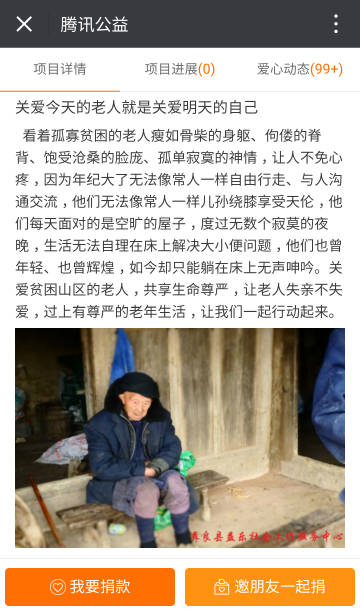 腾讯公益
项目详情 项目进展(0) 爱心动态(99+)
关爱今天的老人就是关爱明天的自己
看着孤寡贫困的老人瘦如骨柴的身躯、佝偻的脊
背、饱受沧桑的脸庞、孤单寂寞的神情，让人不免心
疼，因为年纪大了无法像常人一样自由行走、与人沟
通交流，他们无法像常人一样儿孙绕膝享受天伦，他
们每天面对的是空旷的屋子，度过无数个寂寞的夜
晚，生活无法自理在床上解决大小便问题，他们也曾
年轻、也曾辉煌，如今却只能躺在床上无声呻吟。关
爱贫困山区的老人，共享生命尊严，让老人失亲不失
爱，过上有尊严的老年生活，让我们一起行动起来。
彝良县益乐社会工作服务中心
我要捐款 邀朋友一起捐